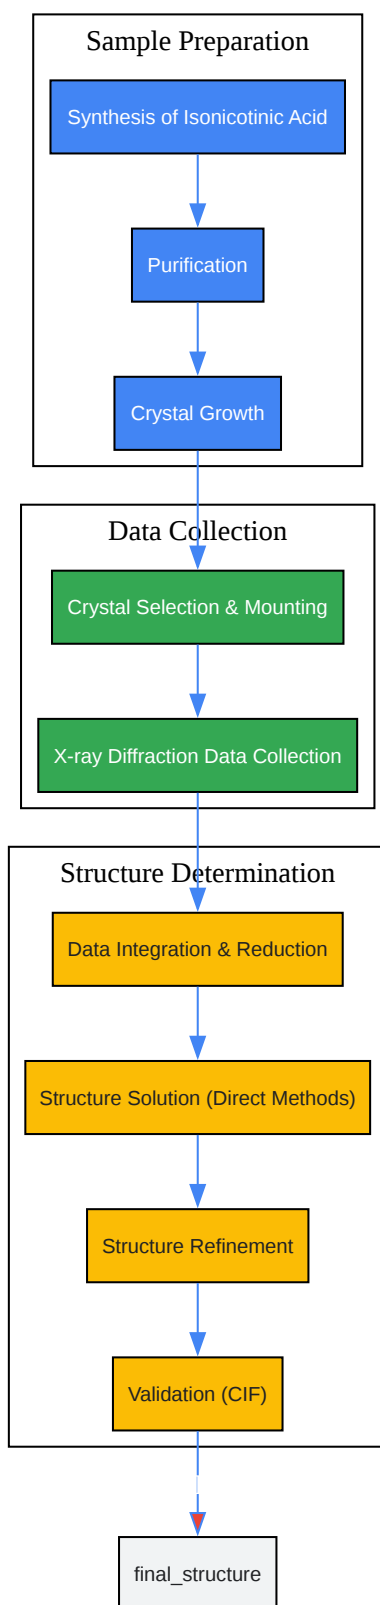 Sample Preparation
Synthesis of Isonicotinic Acid
Purification
Crystal Growth
Data Collection
Crystal Selection & Mounting
X-ray Diffraction Data Collection
Structure Determination
Data Integration & Reduction
Structure Solution (Direct Methods)
Structure Refinement
Validation (CIF)
final_structure